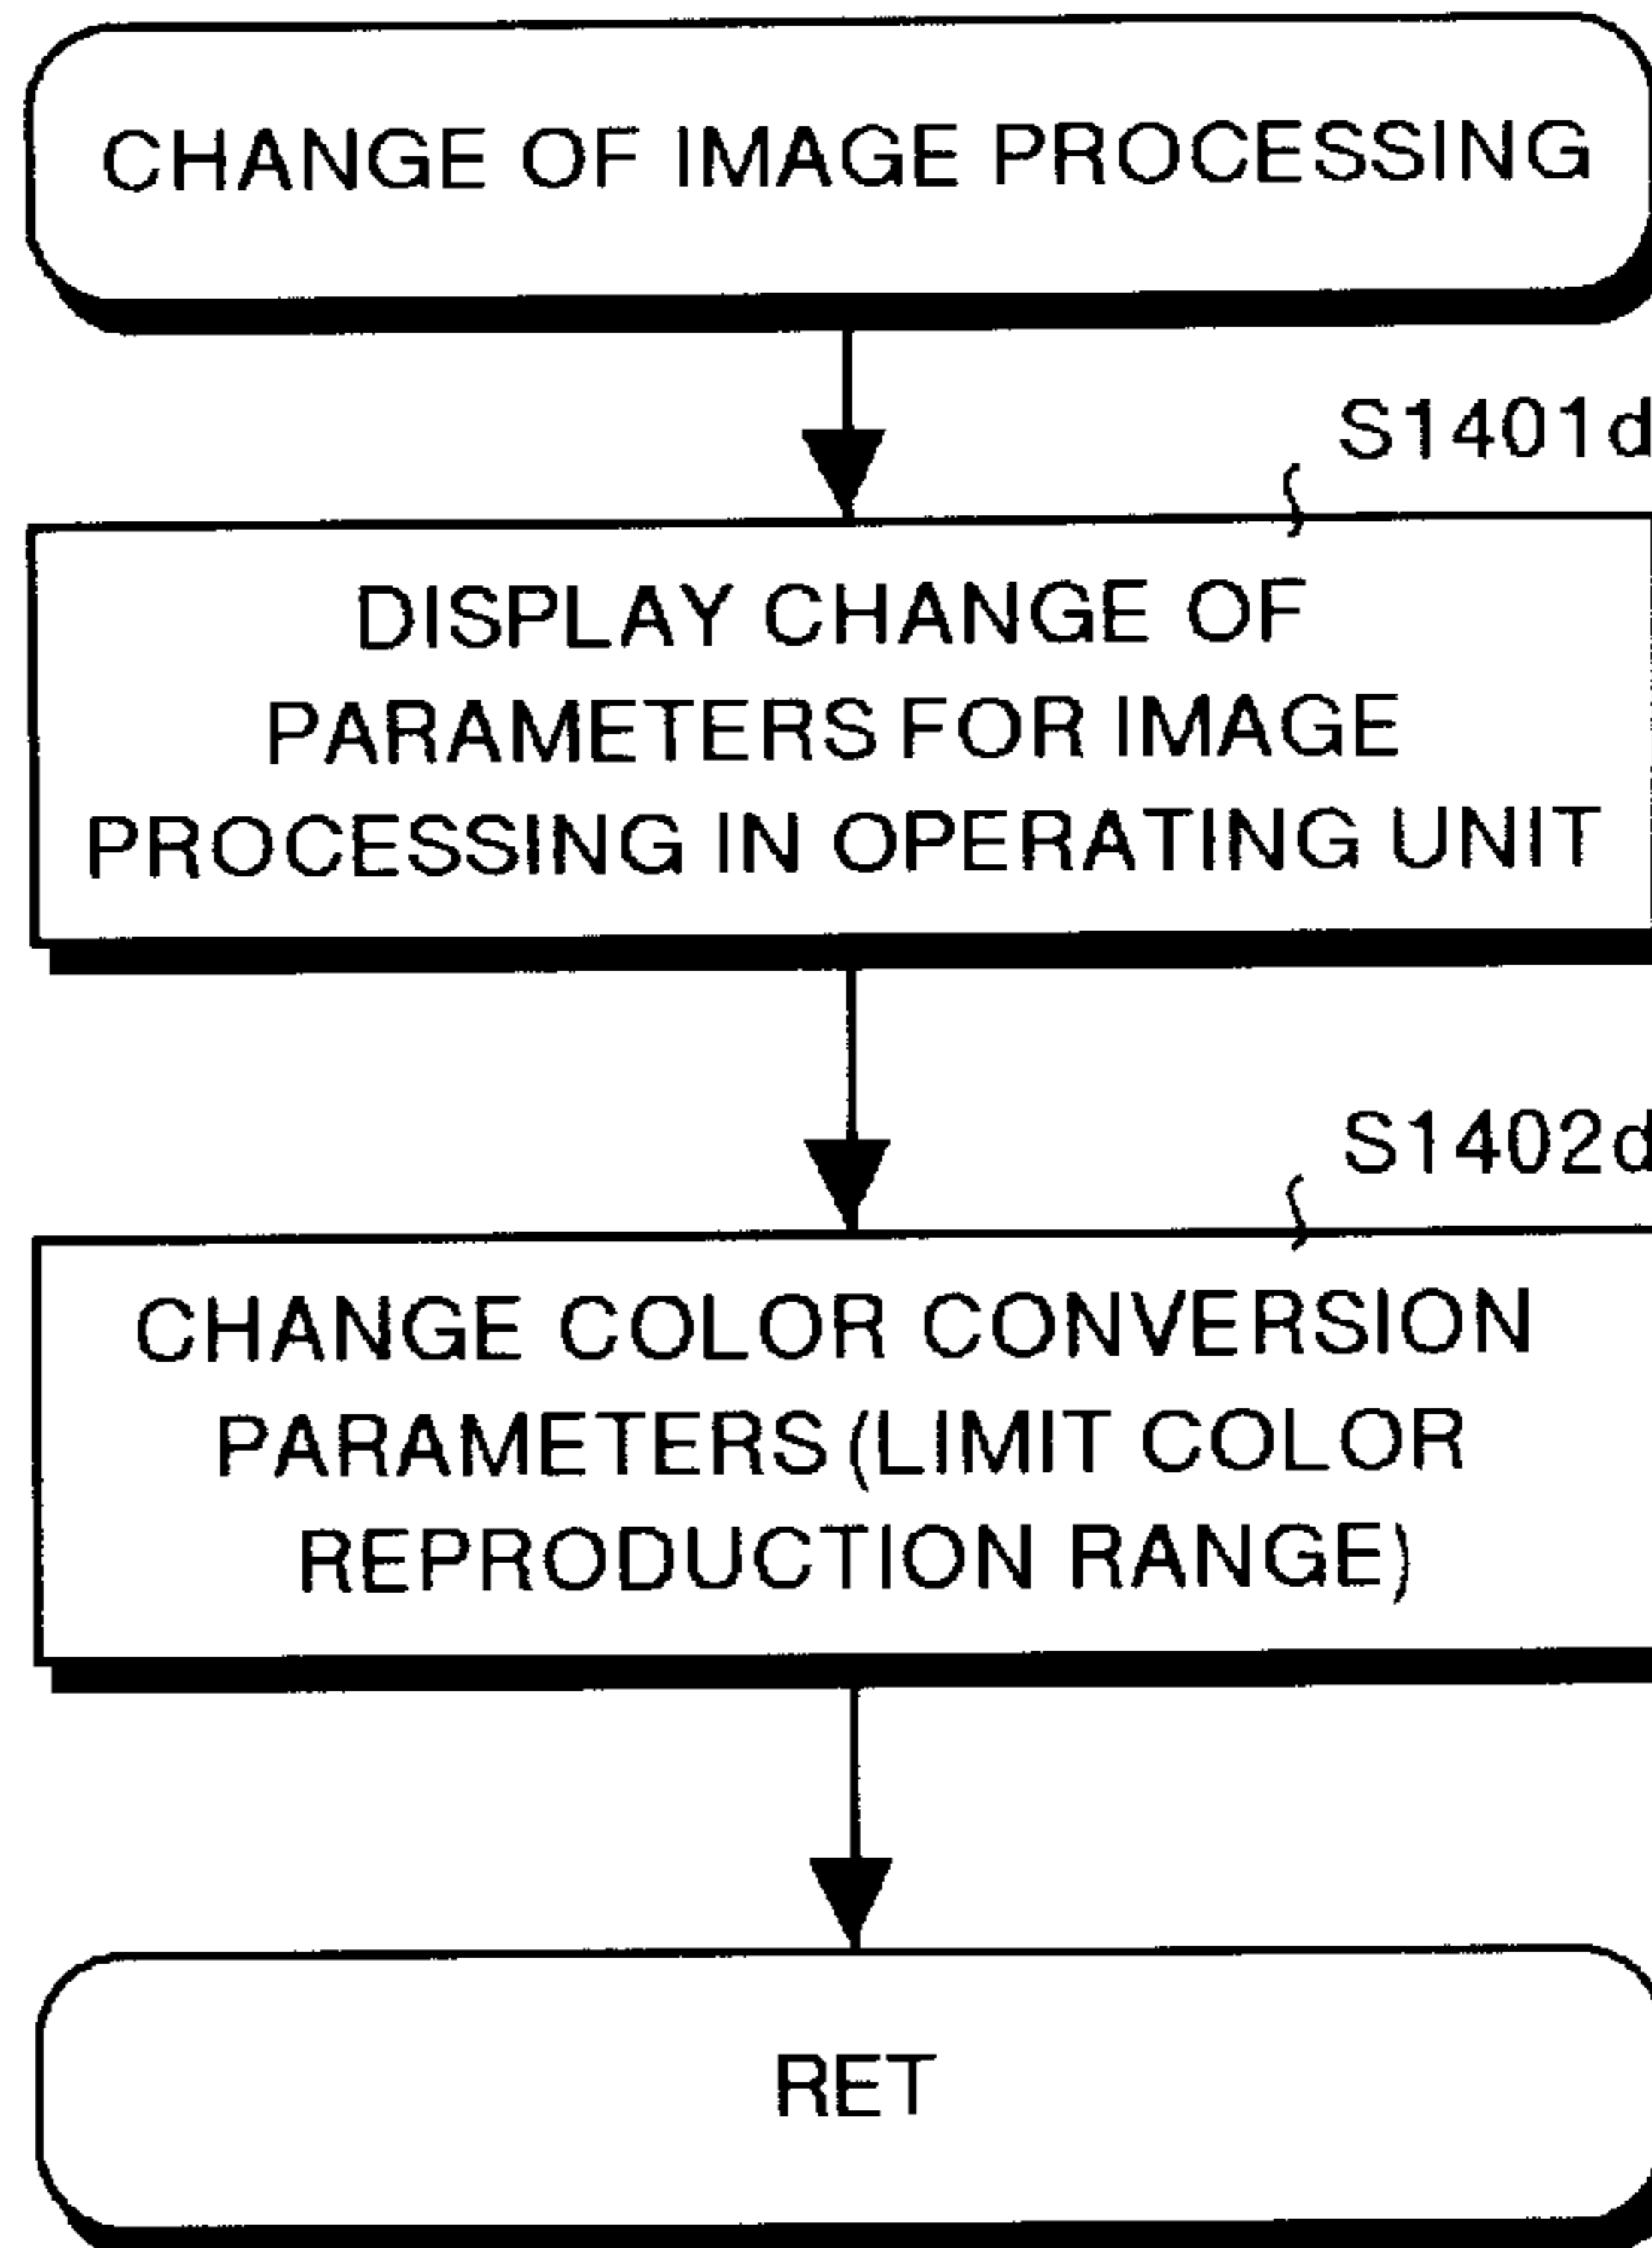 CHANGE OF IMAGE PROCESSING
S1401d
DISPLAY CHANGE OF
PARAMETERS FOR IMAGE
PROCESSING IN OPERATING UNIT
S1402d
CHANGE COLOR CONVERSION
PARAMETERS (LIMIT COLOR
REPRODUCTION RANGE)
RET